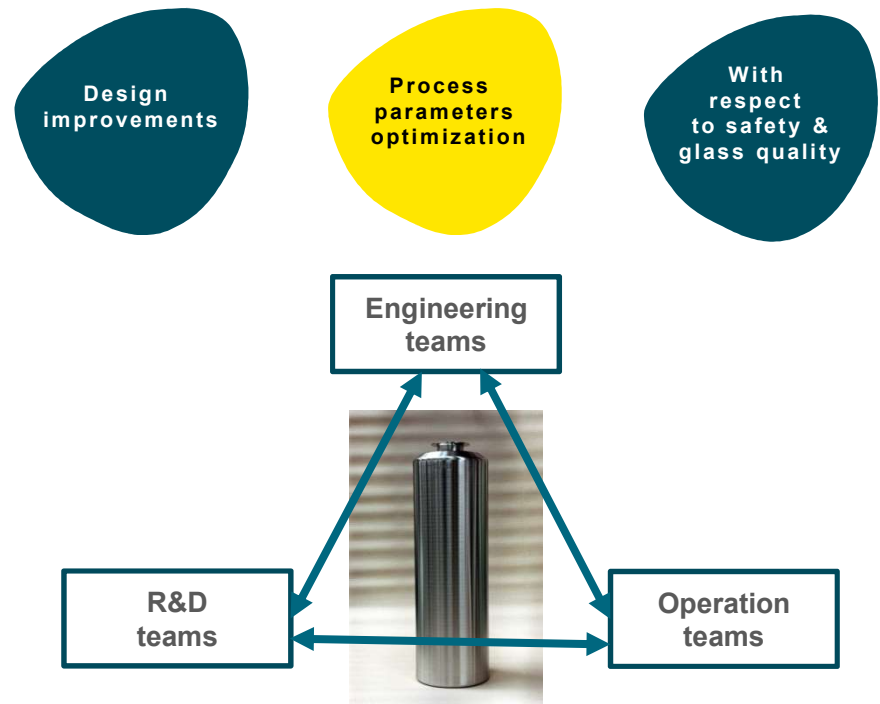 Design
improvements
Process
parameters
optimization
With
respect
to safety &
glass quality
Engineering
teams
R&D
teams
Operation
teams